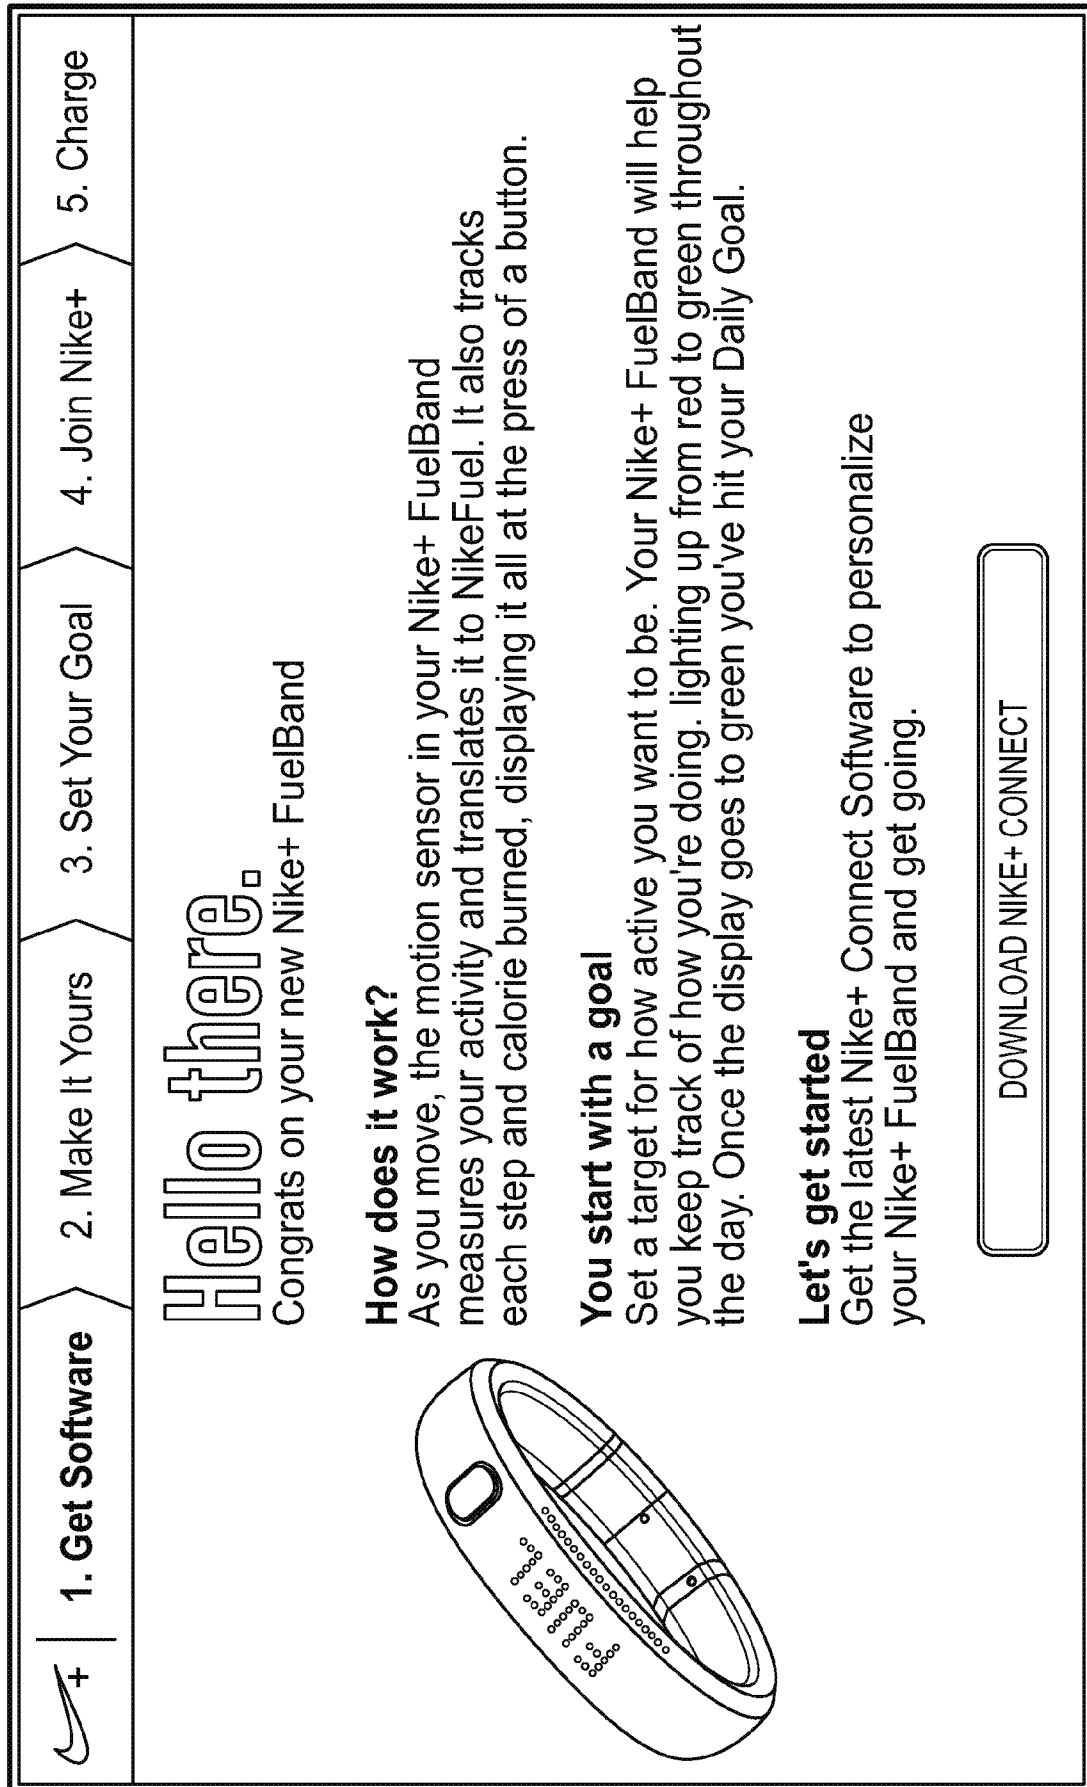 + | 1. Get Software 2. Make It Yours 3. Set Your Goal 4. Join Nike+ 5. Charge
Hello there.
Congrats on your new Nike+ FuelBand
How does it work?
As you move, the motion sensor in your Nike+ FuelBand
measures your activity and translates it to NikeFuel. It also tracks
each step and calorie burned, displaying it all at the press of a button.
You start with a goal
Set a target for how active you want to be. Your Nike+ FuelBand will help
you keep track of how you're doing. lighting up from red to green throughout
the day. Once the display goes to green you've hit your Daily Goal.
Let's get started
Get the latest Nike+ Connect Software to personalize
your Nike+ FuelBand and get going.
DOWNLOAD NIKE+ CONNECT
FUEL